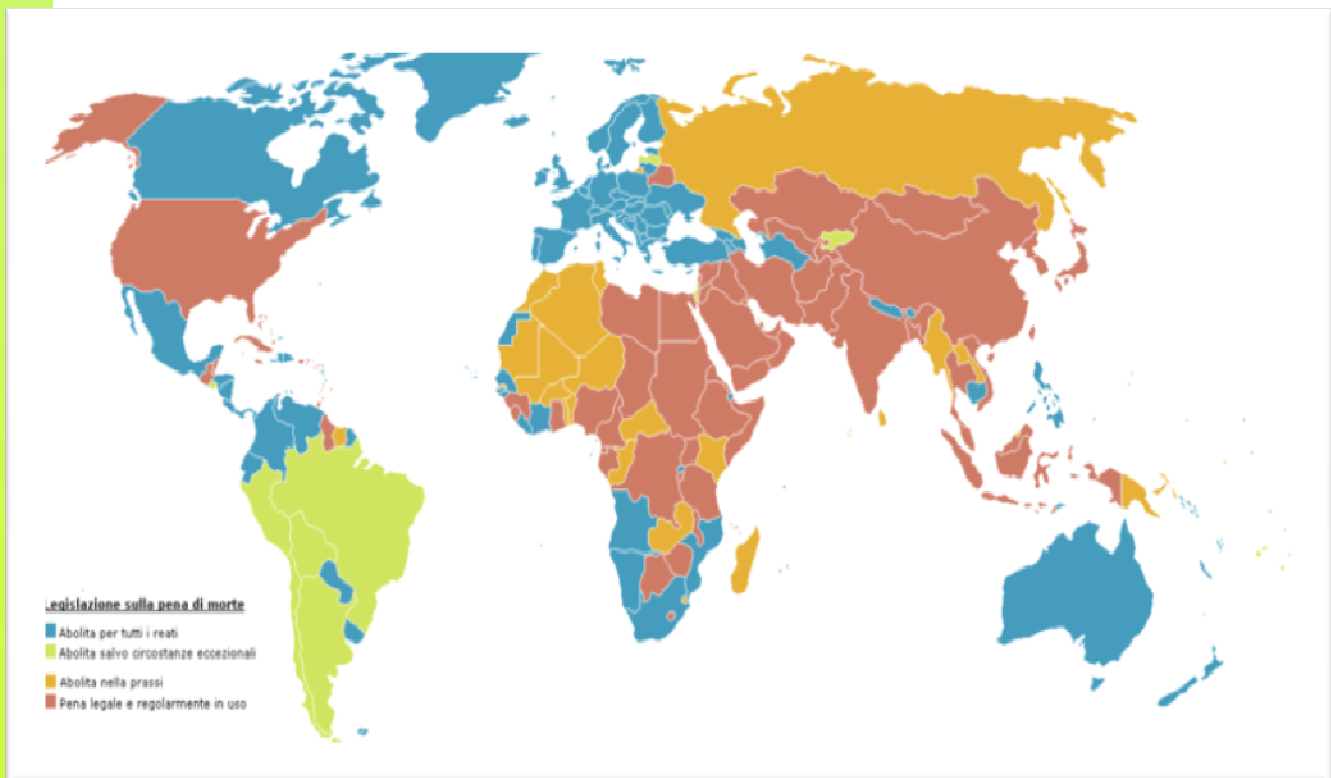 Legislazione sulla pena di morte
Abolita per tutti i reati
Abolita salvo circostanze eccezionali
Abolita nella prassi
Pena legale e regolarmente in uso